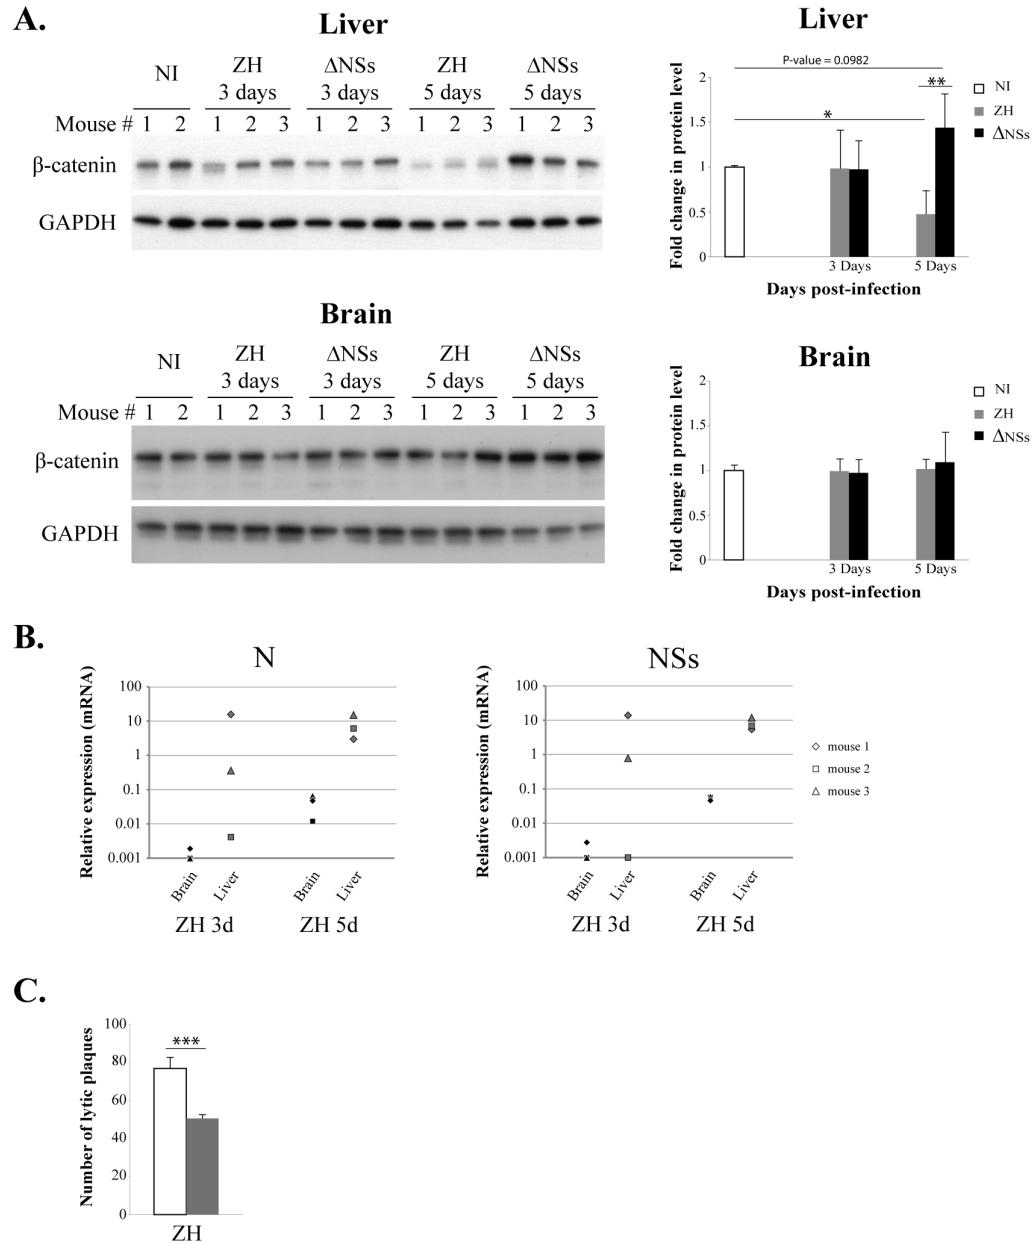 A.
Liver
NI
ZH
3 days
ΔNSs
3 days
ZH
5 days
ΔNSs
5 days
Mouse # 1 2 1 2 3 1 2 3 1 2 3 1 2 3
β-catenin
GAPDH
Liver
Fold change in protein level
2
1.5
1
0.5
0
P-value = 0.0982
*
**
3 Days
5 Days
Days post-infection
NI
ZH
ΔNSs
Brain
NI
ZH
3 days
ΔNSs
3 days
ZH
5 days
ΔNSs
5 days
Mouse # 1 2 1 2 3 1 2 3 1 2 3 1 2 3
β-catenin
GAPDH
Brain
Fold change in protein level
2
1.5
1
0.5
0
3 Days
5 Days
Days post-infection
NI
ZH
ΔNSs
B.
N
Relative expression (mRNA)
100
10
1
0.1
0.01
0.001
Brain
Liver
Brain
Liver
ZH 3d
ZH 5d
NSs
Relative expression (mRNA)
100
10
1
0.1
0.01
0.001
Brain
Liver
Brain
Liver
ZH 3d
ZH 5d
mouse 1
mouse 2
mouse 3
C.
Number of lytic plaques
100
80
60
40
20
0
***
ZH